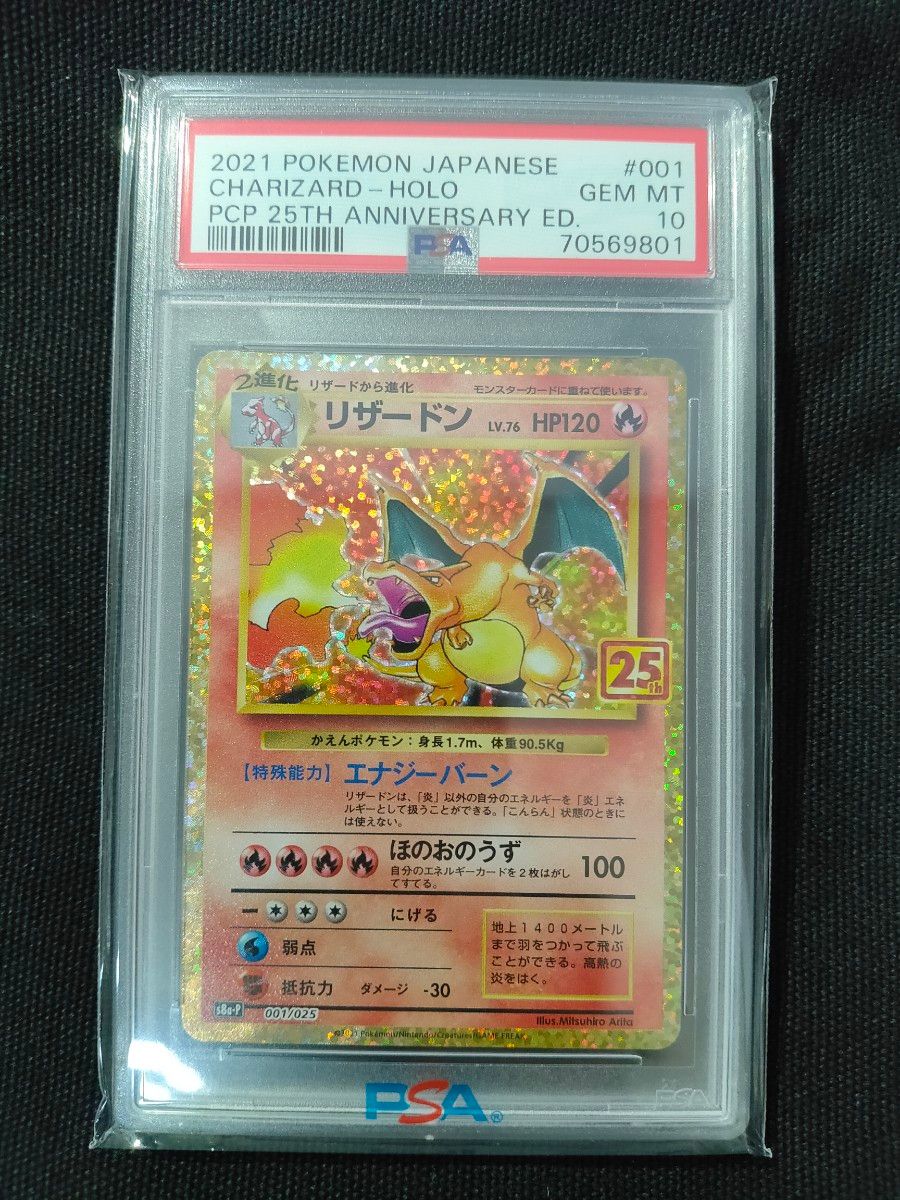 2021 POKEMON JAPANESE #001
CHARIZARD-HOLO GEM MT
PCP 25TH ANNIVERSARY ED. 10
PSA 70569801
2進化 リザードから進化 モンスターカードに重ねて使います。
リザードン LV.76 HP120
25th
かえんポケモン：身長1.7m、体重90.5Kg
【特殊能力】エナジーバーン
リザードンは、「炎」以外の自分のエネルギーを「炎」エネ
ルギーとして扱うことができる。「こんらん」状態のときに
は使えない。
ほのおのうず 100
自分のエネルギーカードを2枚はがし
てすてる。
にげる
弱点
抵抗力 ダメージ -30
地上1400メートル
まで羽をつかって飛ぶ
ことができる。高熱の
炎をはく。
s8a-P 001/025
Illus.Mitsuhiro Arita
Pokémon/Nintendo/Creatures/GAME FREAK
PSA®
PSA